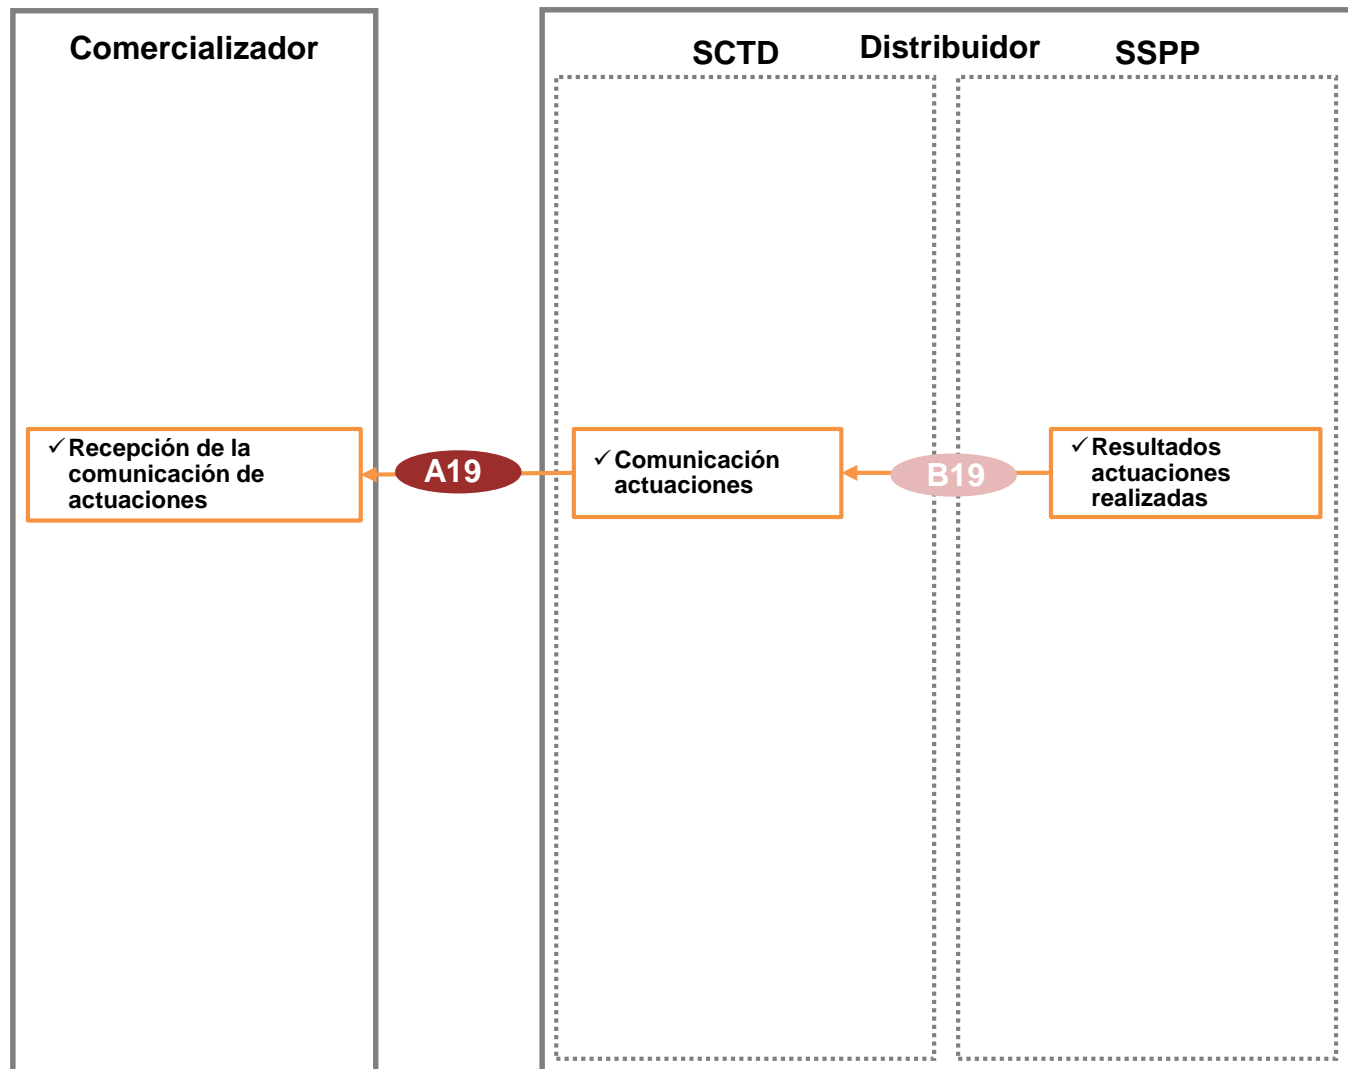 Comercializador
Distribuidor
SCTD
SSPP
✓Recepción de la
comunicación de
actuaciones
A19
✓Comunicación
actuaciones
B19
✓Resultados
actuaciones
realizadas